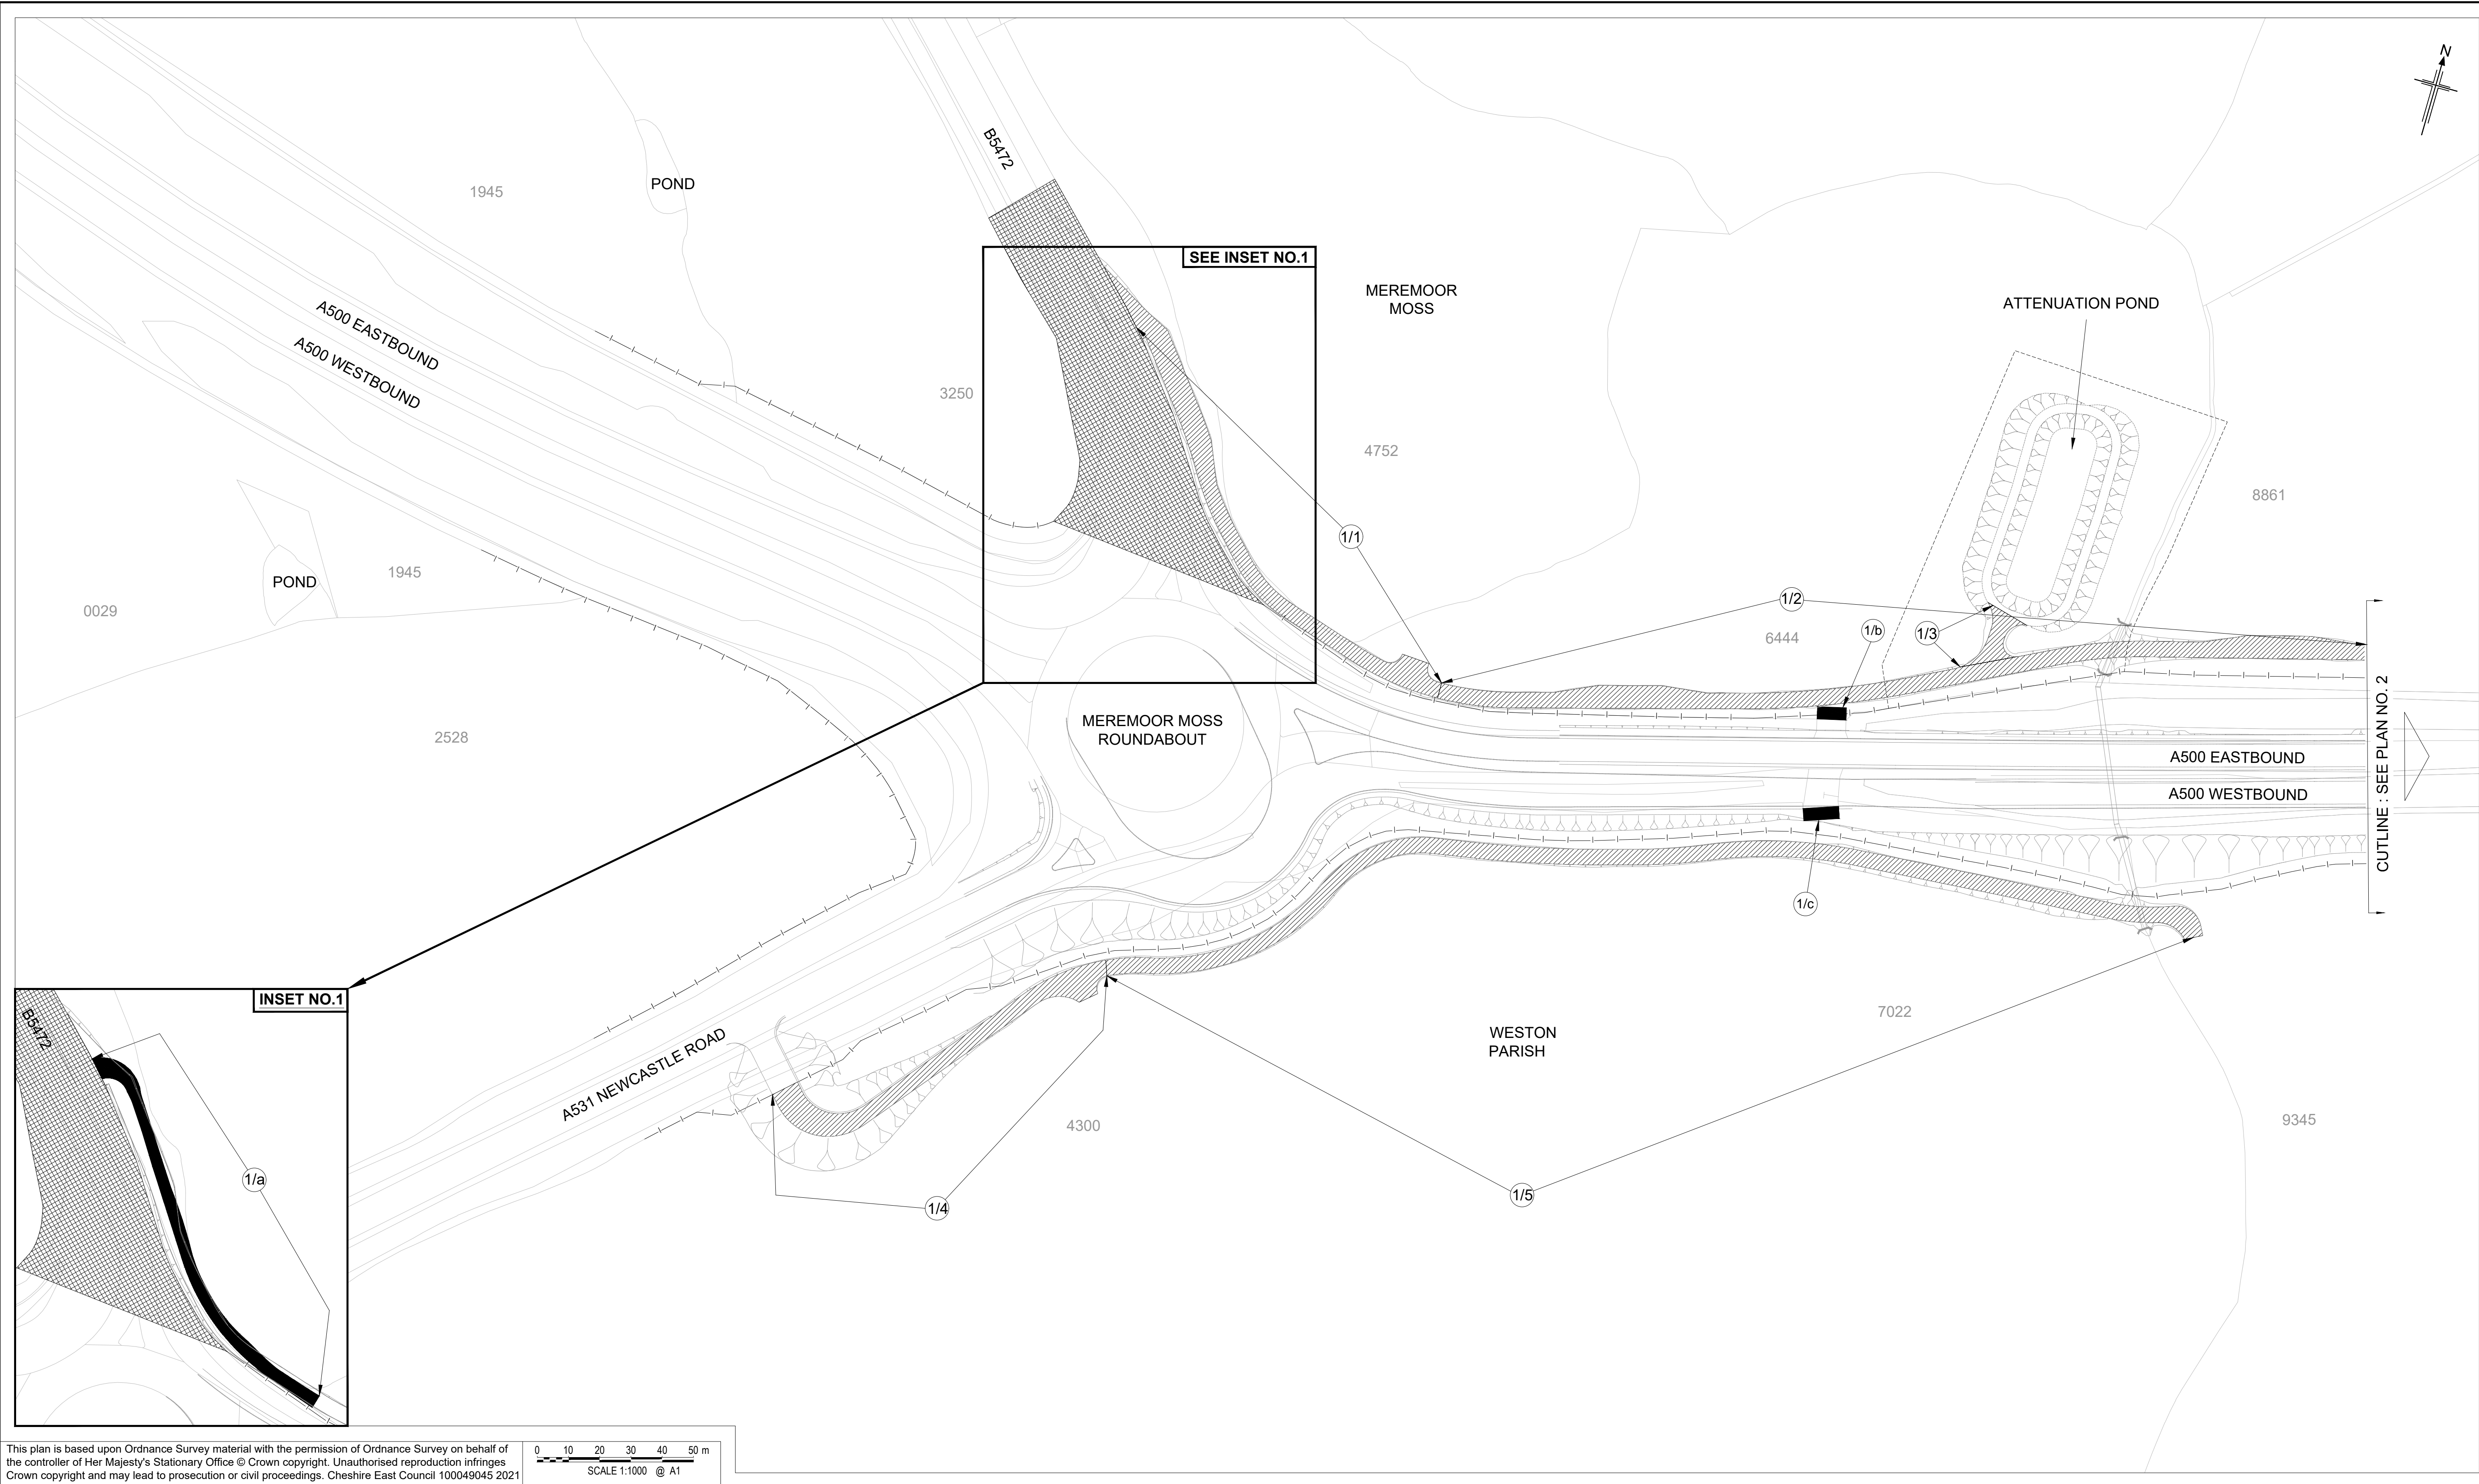 N
B5472
POND
1945
SEE INSET NO.1
MEREMOOR
MOSS
ATTENUATION POND
A500 EASTBOUND
A500 WESTBOUND
3250
4752
8861
1/1
POND
1945
0029
1/2
6444
1/b
1/3
2528
MEREMOOR MOSS
ROUNDABOUT
A500 EASTBOUND
A500 WESTBOUND
CUTLINE : SEE PLAN NO. 2
1/c
INSET NO.1
B5472
1/a
A531 NEWCASTLE ROAD
WESTON
PARISH
7022
4300
9345
1/4
1/5
This plan is based upon Ordnance Survey material with the permission of Ordnance Survey on behalf of
the controller of Her Majesty's Stationary Office © Crown copyright. Unauthorised reproduction infringes
Crown copyright and may lead to prosecution or civil proceedings. Cheshire East Council 100049045 2021
0 10 20 30 40 50 m
SCALE 1:1000 @ A1